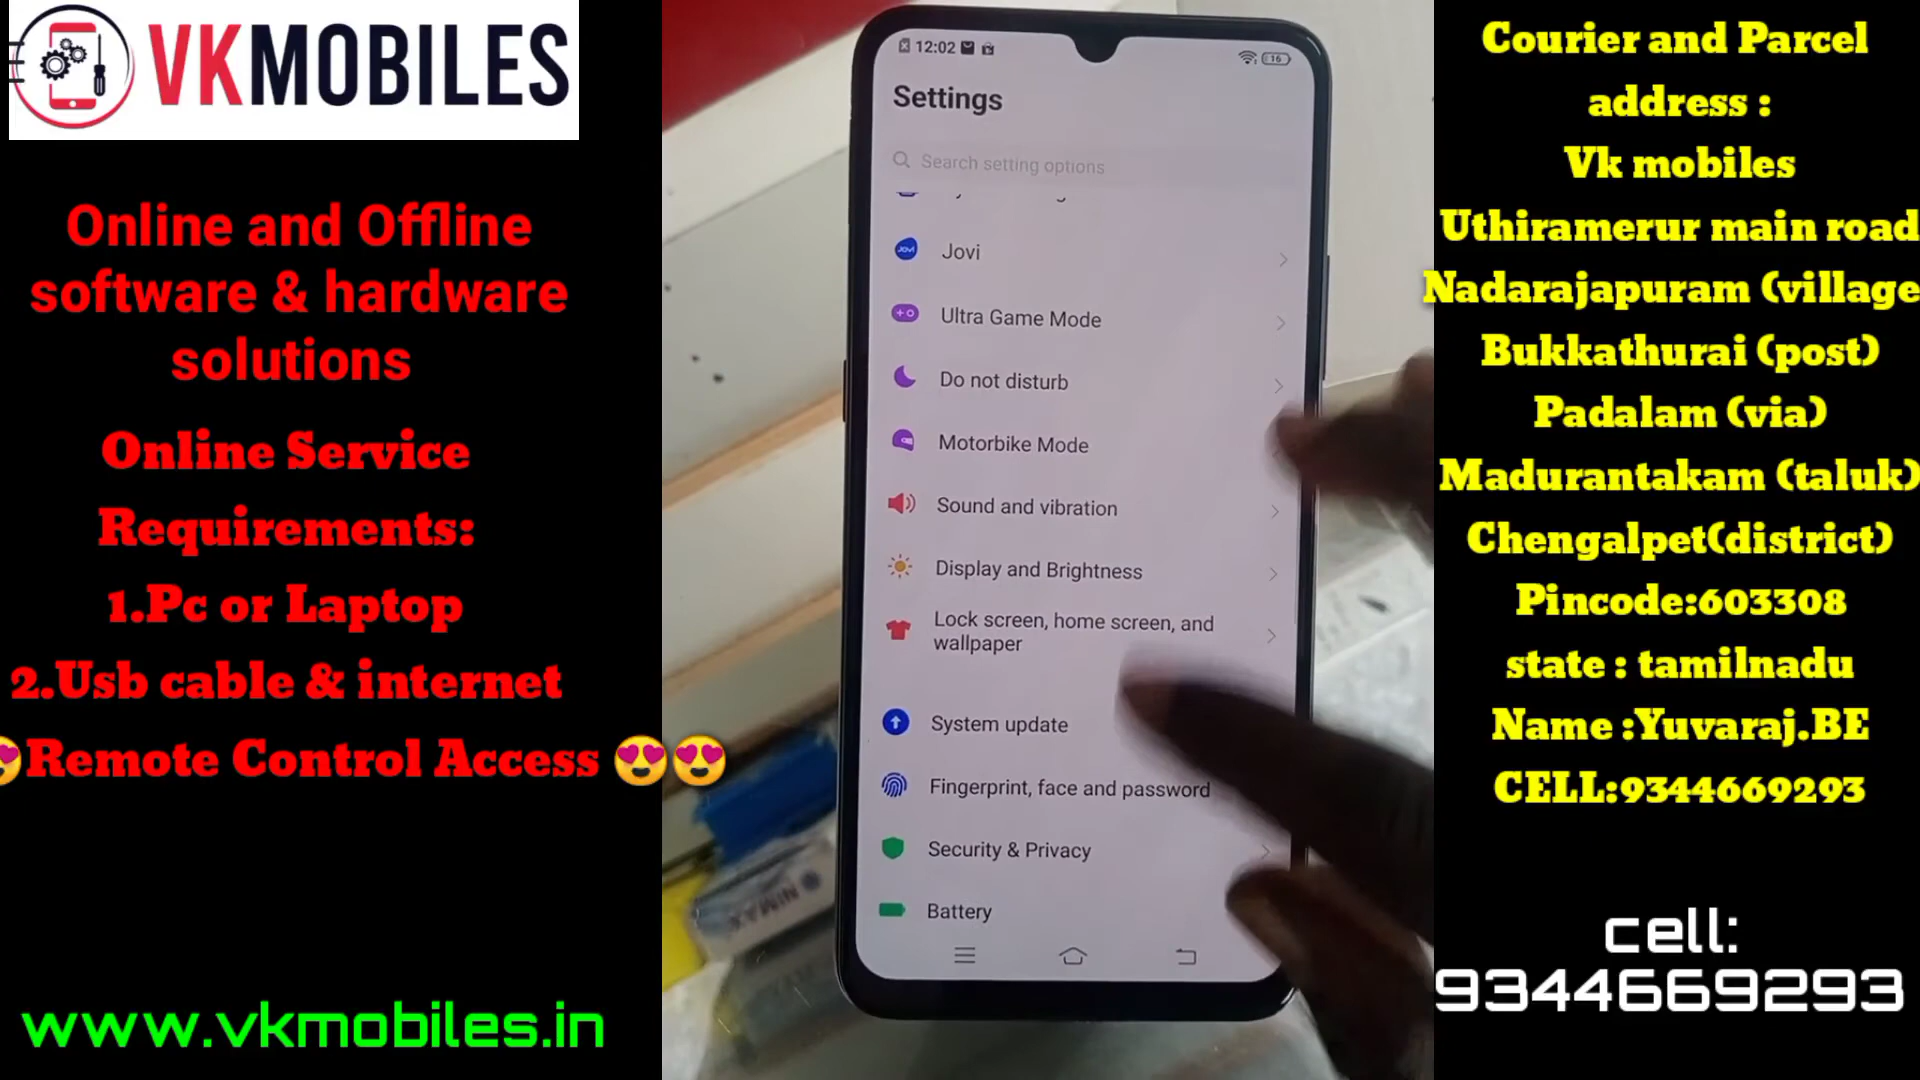 VKMOBILES
Online and Offline
software & hardware
solutions
Online Service
Requirements:
1.Pc or Laptop
2.Usb cable & internet
Remote Control Access
www.vkmobiles.in
12:02
16
Settings
Search setting options
Jovi
Ultra Game Mode
Do not disturb
Motorbike Mode
Sound and vibration
Display and Brightness
Lock screen, home screen, and
wallpaper
System update
Fingerprint, face and password
Security & Privacy
Battery
Courier and Parcel
address :
Vk mobiles
Uthiramerur main road
Nadarajapuram (village
Bukkathurai (post)
Padalam (via)
Madurantakam (taluk)
Chengalpet(district)
Pincode:603308
state : tamilnadu
Name :Yuvaraj.BE
CELL:9344669293
cell:
9344669293